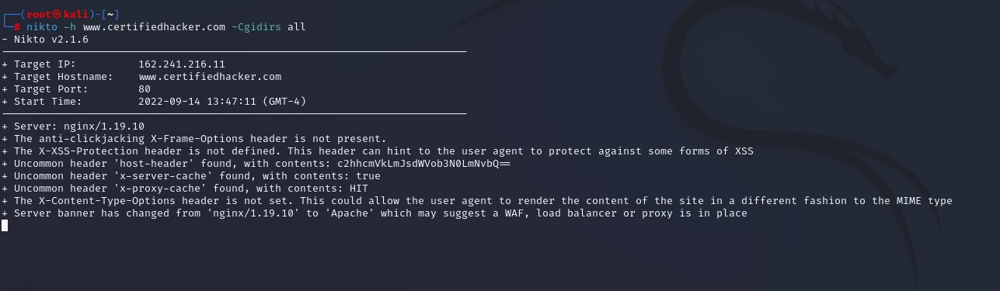 ┌──(root㉿kali)-[~]
└─# nikto -h www.certifiedhacker.com -Cgidirs all
- Nikto v2.1.6
---------------------------------------------------------------------------
+ Target IP:          162.241.216.11
+ Target Hostname:    www.certifiedhacker.com
+ Target Port:        80
+ Start Time:         2022-09-14 13:47:11 (GMT-4)
---------------------------------------------------------------------------
+ Server: nginx/1.19.10
+ The anti-clickjacking X-Frame-Options header is not present.
+ The X-XSS-Protection header is not defined. This header can hint to the user agent to protect against some forms of XSS
+ Uncommon header 'host-header' found, with contents: c2hhcmVkLmJsdWVob3N0LmNvbQ==
+ Uncommon header 'x-server-cache' found, with contents: true
+ Uncommon header 'x-proxy-cache' found, with contents: HIT
+ The X-Content-Type-Options header is not set. This could allow the user agent to render the content of the site in a different fashion to the MIME type
+ Server banner has changed from 'nginx/1.19.10' to 'Apache' which may suggest a WAF, load balancer or proxy is in place